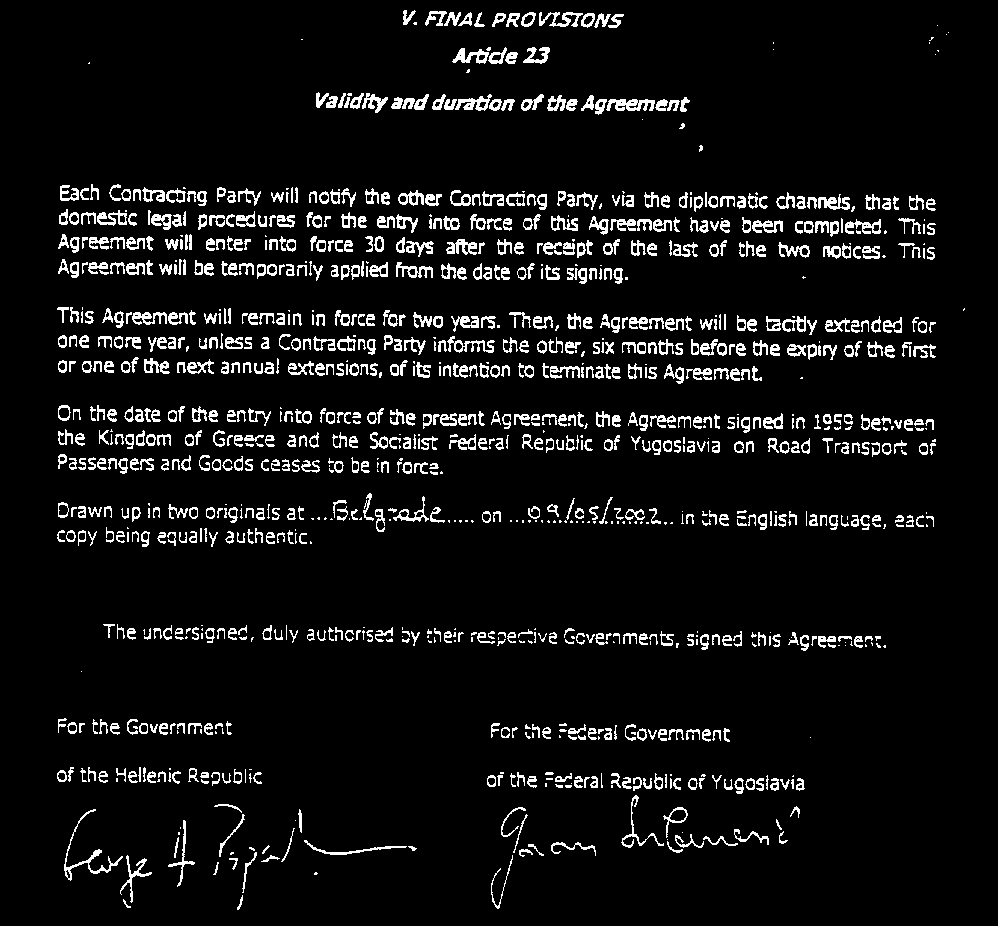 V. FINAL PROVISIONS
Article 23
Validity and duration of the Agreement
Each Contracting Party will notify the other Contracting Party, via the diplomatic channels, that the
domestic legal procedures for the entry into force of this Agreement have been completed. This
Agreement will enter into force 30 days after the receipt of the last of the two notices. This
Agreement will be temporarily applied from the date of its signing.
This Agreement will remain in force for two years. Then, the Agreement will be tacitly extended for
one more year, unless a Contracting Party informs the other, six months before the expiry of the first
or one of the next annual extensions, of its intention to terminate this Agreement.
On the date of the entry into force of the present Agreement, the Agreement signed in 1959 between
the Kingdom of Greece and the Socialist Federal Republic of Yugoslavia on Road Transport of
Passengers and Goods ceases to be in force.
Drawn up in two originals at ...Belgrade..... on ...09/05/2002.. in the English language, each
copy being equally authentic.
The undersigned, duly authorised by their respective Governments, signed this Agreement.
For the Government
For the Federal Government
of the Hellenic Republic
of the Federal Republic of Yugoslavia
George A